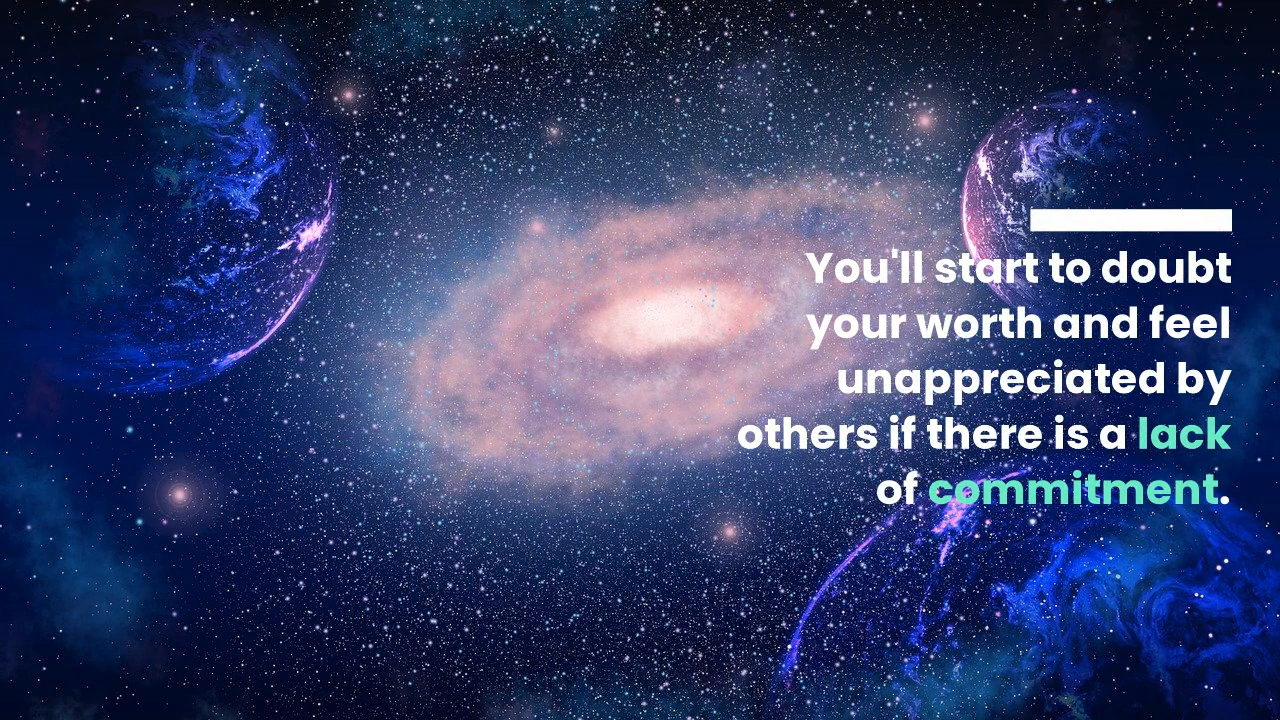 You'll start to doubt
your worth and feel
unappreciated by
others if there is a lack
of commitment.